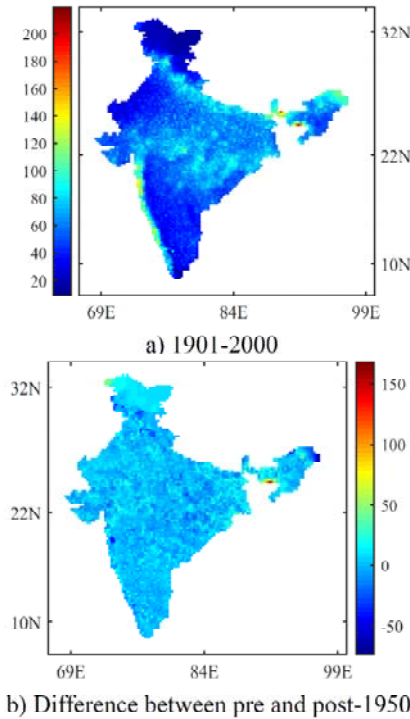 200
180
160
140
120
100
80
60
40
20
32N
22N
10N
69E 84E 99E
a) 1901-2000
32N
22N
10N
150
100
50
0
-50
69E 84E 99E
b) Difference between pre and post-1950